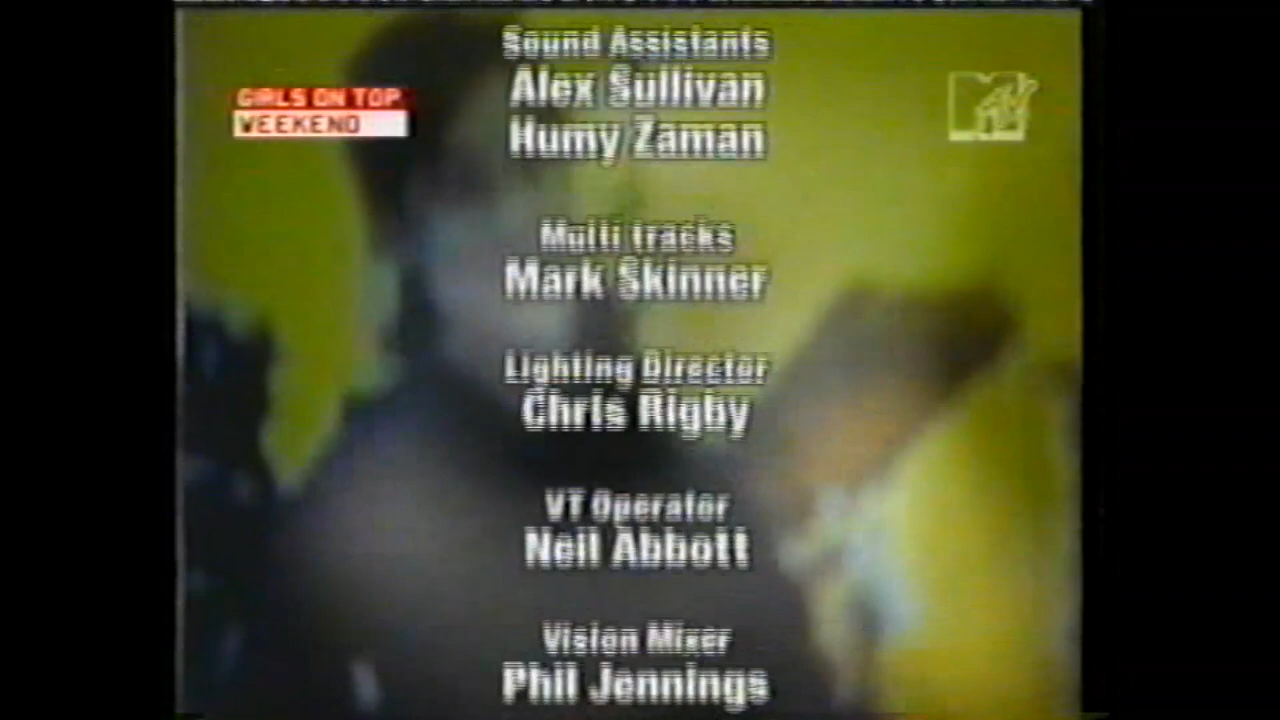 Sound Assistants
Alex Sullivan
Humy Zaman
GIRLS ON TOP
WEEKEND
MTV
Multi tracks
Mark Skinner
Lighting Director
Chris Rigby
VT Operator
Neil Abbott
Vision Mixer
Phil Jennings